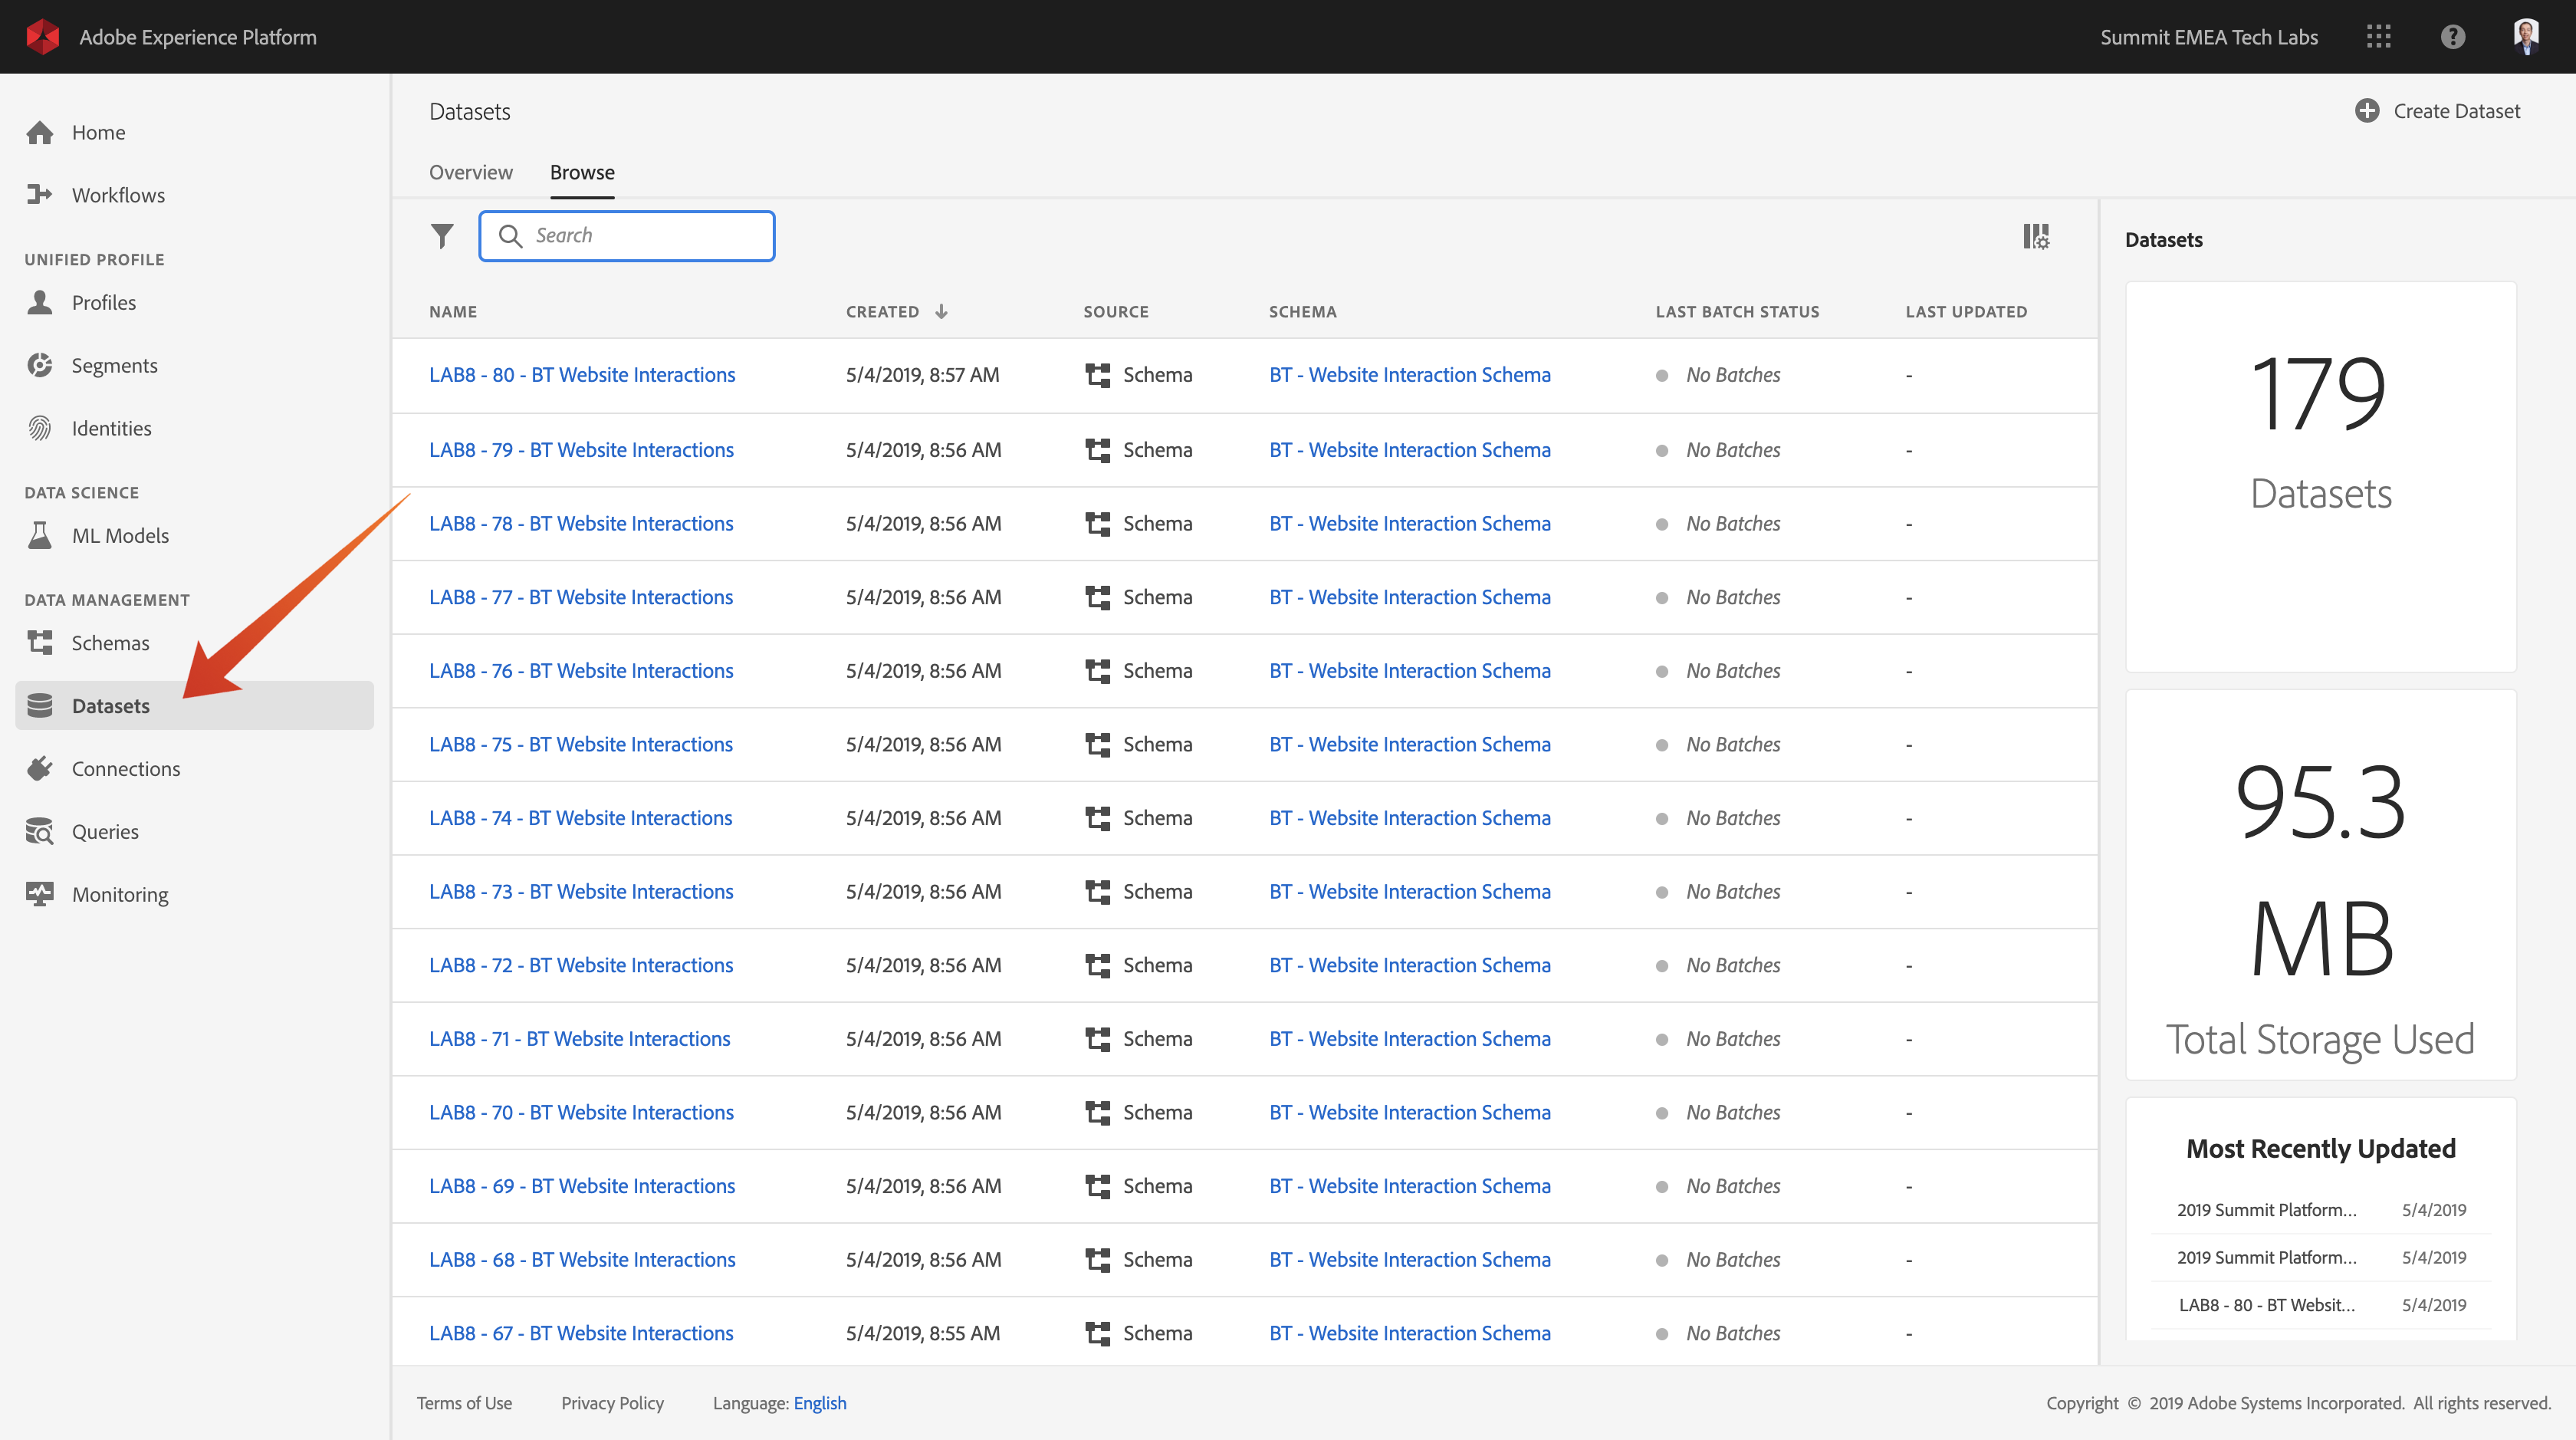 Adobe Experience Platform
Summit EMEA Tech Labs
Home
Workflows
UNIFIED PROFILE
Profiles
Segments
Identities
DATA SCIENCE
ML Models
DATA MANAGEMENT
Schemas
Datasets
Connections
Queries
Monitoring
Datasets
Create Dataset
Overview Browse
Search
NAME CREATED SOURCE SCHEMA LAST BATCH STATUS LAST UPDATED
LAB8 - 80 - BT Website Interactions 5/4/2019, 8:57 AM Schema BT - Website Interaction Schema No Batches -
LAB8 - 79 - BT Website Interactions 5/4/2019, 8:56 AM Schema BT - Website Interaction Schema No Batches -
LAB8 - 78 - BT Website Interactions 5/4/2019, 8:56 AM Schema BT - Website Interaction Schema No Batches -
LAB8 - 77 - BT Website Interactions 5/4/2019, 8:56 AM Schema BT - Website Interaction Schema No Batches -
LAB8 - 76 - BT Website Interactions 5/4/2019, 8:56 AM Schema BT - Website Interaction Schema No Batches -
LAB8 - 75 - BT Website Interactions 5/4/2019, 8:56 AM Schema BT - Website Interaction Schema No Batches -
LAB8 - 74 - BT Website Interactions 5/4/2019, 8:56 AM Schema BT - Website Interaction Schema No Batches -
LAB8 - 73 - BT Website Interactions 5/4/2019, 8:56 AM Schema BT - Website Interaction Schema No Batches -
LAB8 - 72 - BT Website Interactions 5/4/2019, 8:56 AM Schema BT - Website Interaction Schema No Batches -
LAB8 - 71 - BT Website Interactions 5/4/2019, 8:56 AM Schema BT - Website Interaction Schema No Batches -
LAB8 - 70 - BT Website Interactions 5/4/2019, 8:56 AM Schema BT - Website Interaction Schema No Batches -
LAB8 - 69 - BT Website Interactions 5/4/2019, 8:56 AM Schema BT - Website Interaction Schema No Batches -
LAB8 - 68 - BT Website Interactions 5/4/2019, 8:56 AM Schema BT - Website Interaction Schema No Batches -
LAB8 - 67 - BT Website Interactions 5/4/2019, 8:55 AM Schema BT - Website Interaction Schema No Batches -
Datasets
179
Datasets
95.3
MB
Total Storage Used
Most Recently Updated
2019 Summit Platform... 5/4/2019
2019 Summit Platform... 5/4/2019
LAB8 - 80 - BT Websit... 5/4/2019
Terms of Use Privacy Policy Language: English
Copyright © 2019 Adobe Systems Incorporated. All rights reserved.